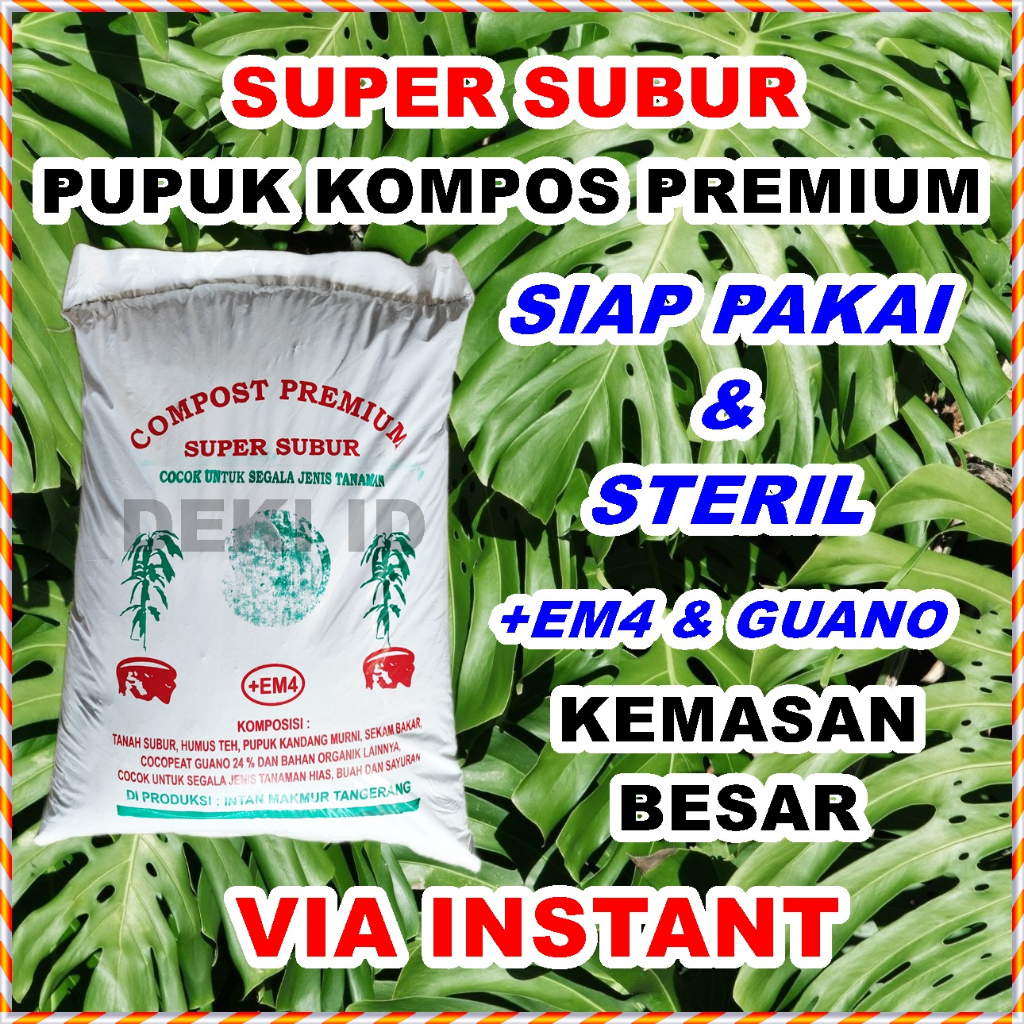 SUPER SUBUR
PUPUK KOMPOS PREMIUM
SIAP PAKAI
&
STERIL
+EM4 & GUANO
KEMASAN
BESAR
VIA INSTANT
COMPOST PREMIUM
SUPER SUBUR
COCOK UNTUK SEGALA JENIS TANAMAN
DEKI ID
+EM4
KOMPOSISI :
TANAH SUBUR, HUMUS TEH, PUPUK KANDANG MURNI, SEKAM BAKAR,
COCOPEAT GUANO 24 % DAN BAHAN ORGANIK LAINNYA,
COCOK UNTUK SEGALA JENIS TANAMAN HIAS, BUAH DAN SAYURAN
DI PRODUKSI : INTAN MAKMUR TANGERANG